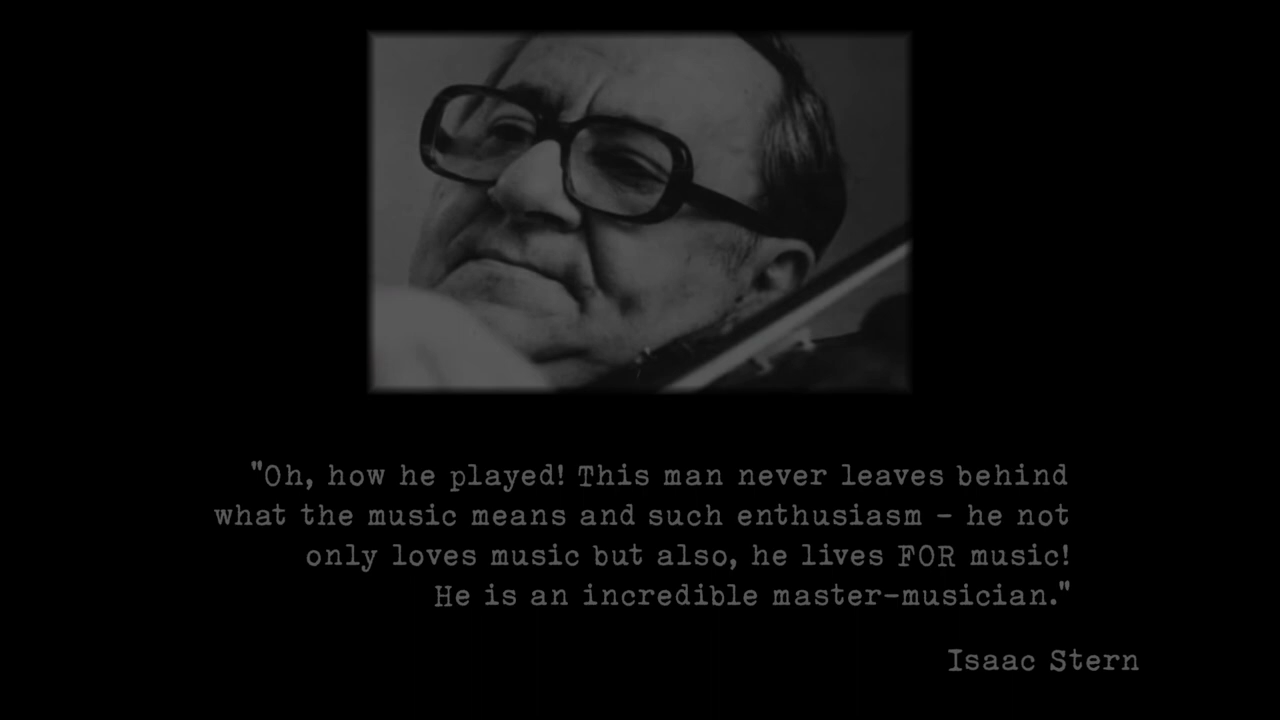 "Oh, how he played! This man never leaves behind
what the music means and such enthusiasm - he not
only loves music but also, he lives FOR music!
He is an incredible master-musician."
Isaac Stern